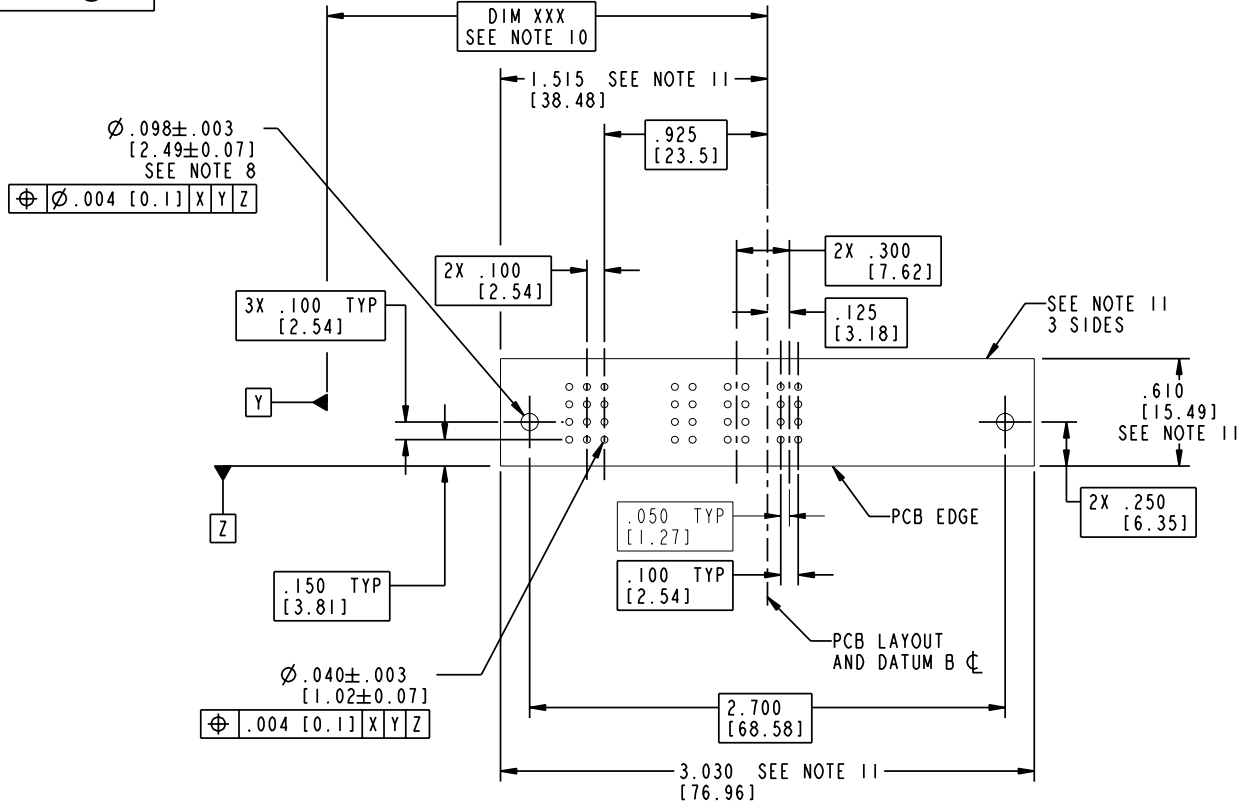 DIM XXX
SEE NOTE 10
1.515 SEE NOTE 11
[38.48]
Ø.098±.003
[2.49±0.07]
SEE NOTE 8
⌖ Ø.004 [0.1] X Y Z
.925
[23.5]
2X .100
[2.54]
2X .300
[7.62]
3X .100 TYP
[2.54]
.125
[3.18]
SEE NOTE 11
3 SIDES
Y
.610
[15.49]
SEE NOTE 11
Z
.050 TYP
[1.27]
PCB EDGE
2X .250
[6.35]
.150 TYP
[3.81]
.100 TYP
[2.54]
PCB LAYOUT
AND DATUM B ℄
Ø.040±.003
[1.02±0.07]
⌖ .004 [0.1] X Y Z
2.700
[68.58]
3.030 SEE NOTE 11
[76.96]